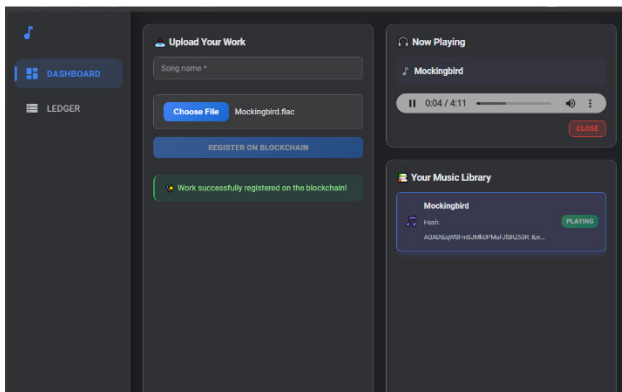 DASHBOARD
LEDGER
Upload Your Work
Song name *
Choose File Mockingbird.flac
REGISTER ON BLOCKCHAIN
Work successfully registered on the blockchain!
Now Playing
Mockingbird
0:04 / 4:11
CLOSE
Your Music Library
Mockingbird
Hash:
PLAYING